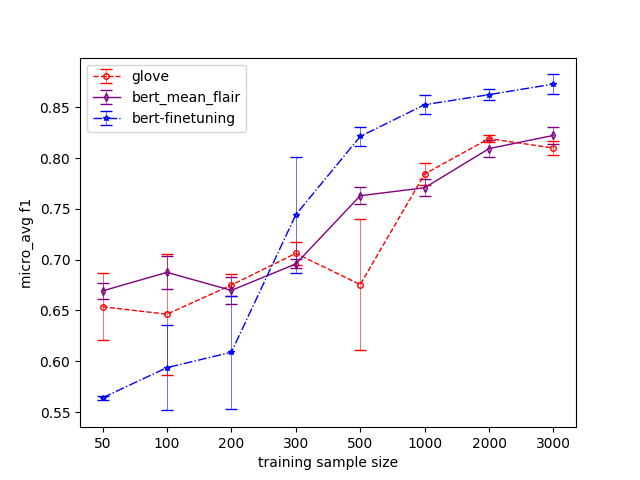 glove
bert_mean_flair
bert-finetuning
micro_avg f1
0.85
0.80
0.75
0.70
0.65
0.60
0.55
50 100 200 300 500 1000 2000 3000
training sample size